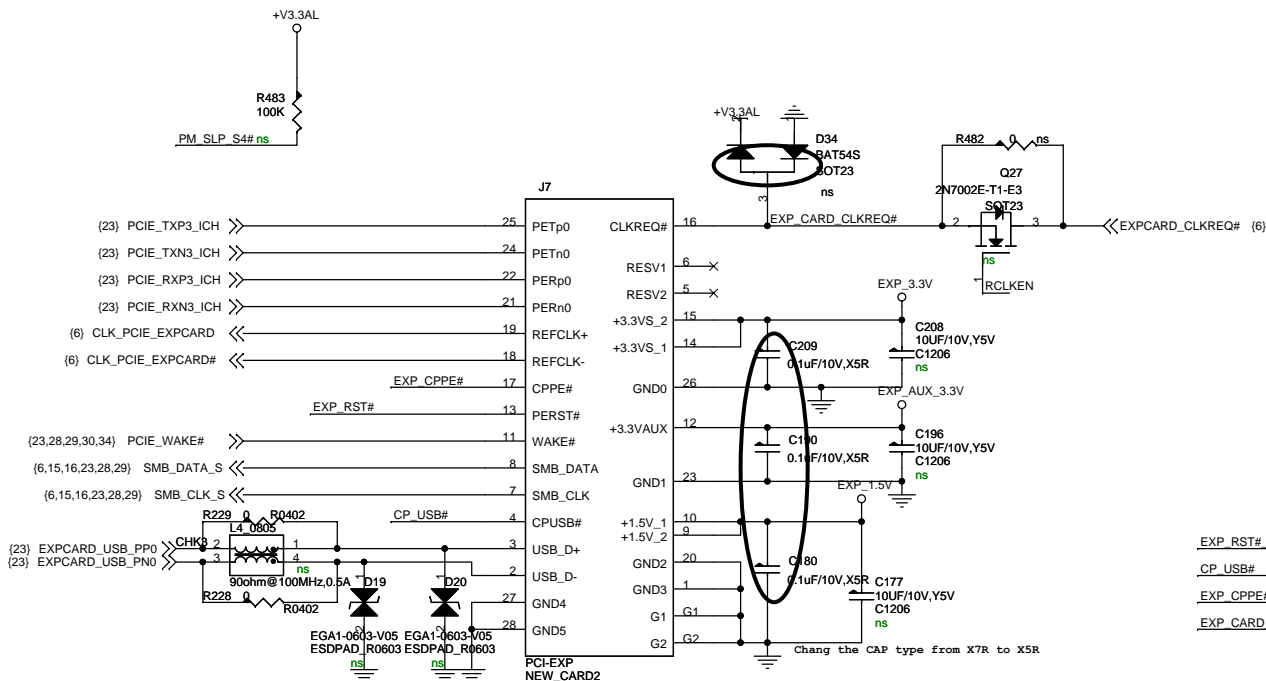 +V3.3AL
R483
100K
PM_SLP_S4# ns
+V3.3AL
2
1
D34
BAT54S
SOT23
ns
3
R482 0 ns
Q27
2N7002E-T1-E3
SOT23
2 3
ns
1
RCLKEN
EXP_CARD_CLKREQ#
EXPCARD_CLKREQ# {6}
J7
{23} PCIE_TXP3_ICH 25 PETp0
{23} PCIE_TXN3_ICH 24 PETn0
{23} PCIE_RXP3_ICH 22 PERp0
{23} PCIE_RXN3_ICH 21 PERn0
{6} CLK_PCIE_EXPCARD 19 REFCLK+
{6} CLK_PCIE_EXPCARD# 18 REFCLK-
EXP_CPPE# 17 CPPE#
EXP_RST# 13 PERST#
{23,28,29,30,34} PCIE_WAKE# 11 WAKE#
{6,15,16,23,28,29} SMB_DATA_S 8 SMB_DATA
{6,15,16,23,28,29} SMB_CLK_S 7 SMB_CLK
CP_USB# 4 CPUSB#
{23} EXPCARD_USB_PP0 3 USB_D+
{23} EXPCARD_USB_PN0 2 USB_D-
27 GND4
28 GND5
CLKREQ# 16
RESV1 6
RESV2 5
+3.3VS_2 15
+3.3VS_1 14
GND0 26
+3.3VAUX 12
GND1 23
+1.5V_1 10
+1.5V_2 9
GND2 20
GND3 1
G1 G1
G2 G2
PCI-EXP
NEW_CARD2
R229 0 R0402
L4_0805
CHK3 2 1
3 4
ns
90ohm@100MHz,0.5A
R228 0 R0402
D19
1
2
EGA1-0603-V05
ESDPAD_R0603
ns
D20
1
2
EGA1-0603-V05
ESDPAD_R0603
ns
EXP_3.3V
C209
0.1uF/10V,X5R
C208
10UF/10V,Y5V
C1206
ns
EXP_AUX_3.3V
C190
0.1uF/10V,X5R
C196
10UF/10V,Y5V
C1206
ns
EXP_1.5V
C180
0.1uF/10V,X5R
C177
10UF/10V,Y5V
C1206
ns
Chang the CAP type from X7R to X5R
EXP_RST#
CP_USB#
EXP_CPPE#
EXP_CARD